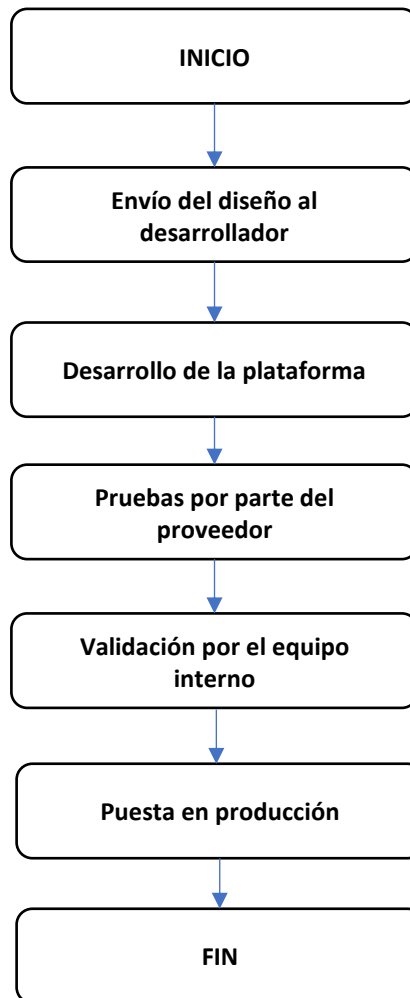 INICIO
Envío del diseño al
desarrollador
Desarrollo de la plataforma
Pruebas por parte del
proveedor
Validación por el equipo
interno
Puesta en producción
FIN